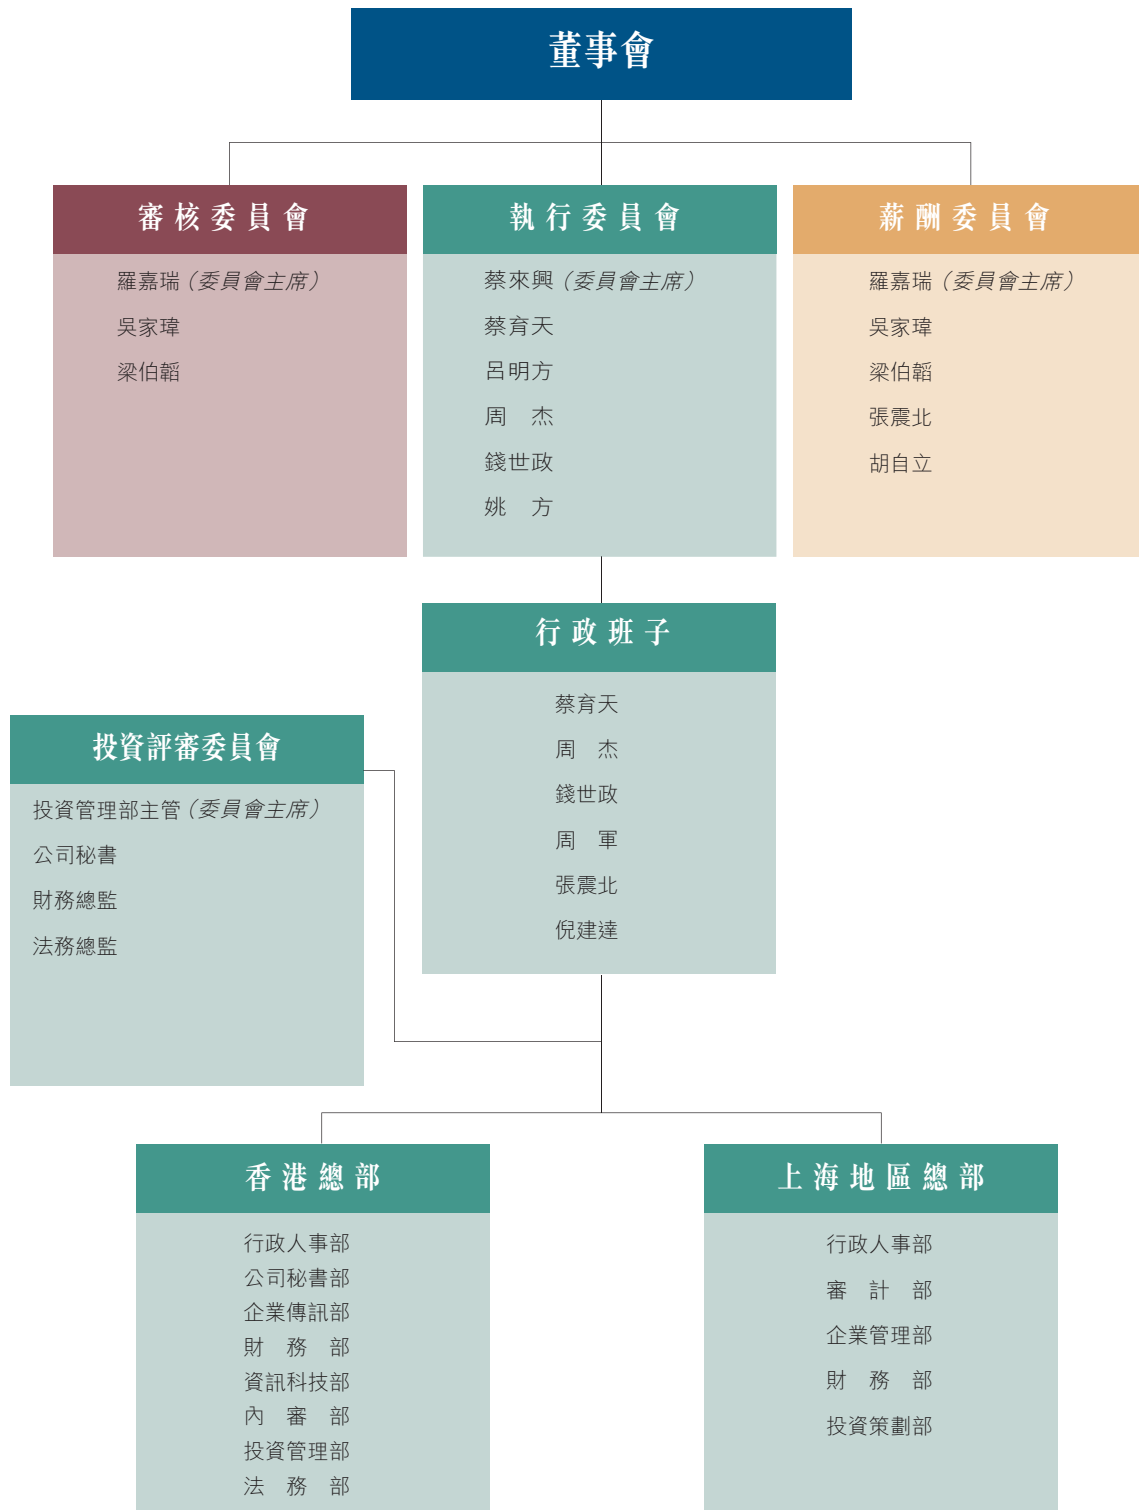 董事會
審核委員會
羅嘉瑞（委員會主席）
吳家瑋
梁伯韜
執行委員會
蔡來興（委員會主席）
蔡育天
呂明方
周　杰
錢世政
姚　方
薪酬委員會
羅嘉瑞（委員會主席）
吳家瑋
梁伯韜
張震北
胡自立
行政班子
蔡育天
周　杰
錢世政
周　軍
張震北
倪建達
投資評審委員會
投資管理部主管（委員會主席）
公司秘書
財務總監
法務總監
香港總部
行政人事部
公司秘書部
企業傳訊部
財　務　部
資訊科技部
內　審　部
投資管理部
法　務　部
上海地區總部
行政人事部
審　計　部
企業管理部
財　務　部
投資策劃部